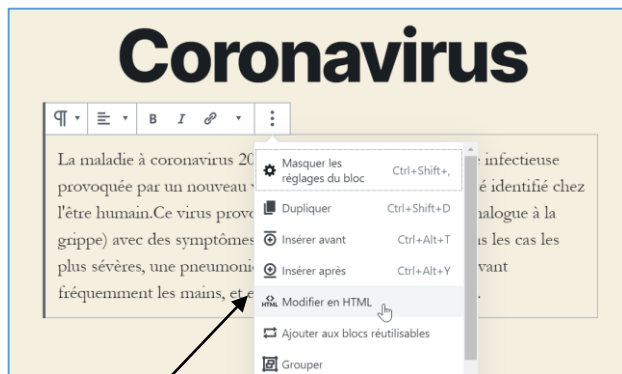 Coronavirus
B I
La maladie à coronavirus 20 e infectieuse
provoquée par un nouveau é identifié chez
l'être humain.Ce virus provo nalogue à la
grippe) avec des symptômes s les cas les
plus sévères, une pneumoni vant
fréquemment les mains, et e
Masquer les
réglages du bloc Ctrl+Shift+,
Dupliquer Ctrl+Shift+D
Insérer avant Ctrl+Alt+T
Insérer après Ctrl+Alt+Y
HTML Modifier en HTML
Ajouter aux blocs réutilisables
Grouper